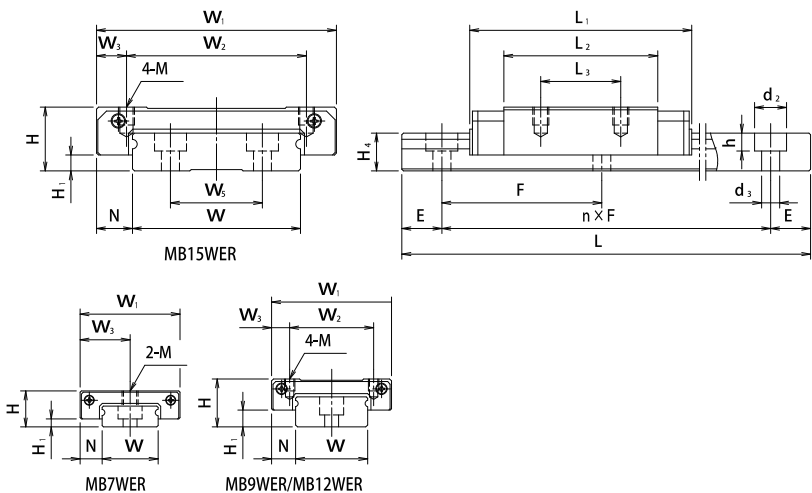 W₁
W₃
W₂
4-M
H
H₁
W₅
N
W
MB15WER
L₁
L₂
L₃
d₂
h
H₄
d₃
F
E
n×F
E
L
W₁
W₃
2-M
H
H₁
N
W
MB7WER
W₁
W₃
W₂
4-M
H
H₁
N
W
MB9WER/MB12WER